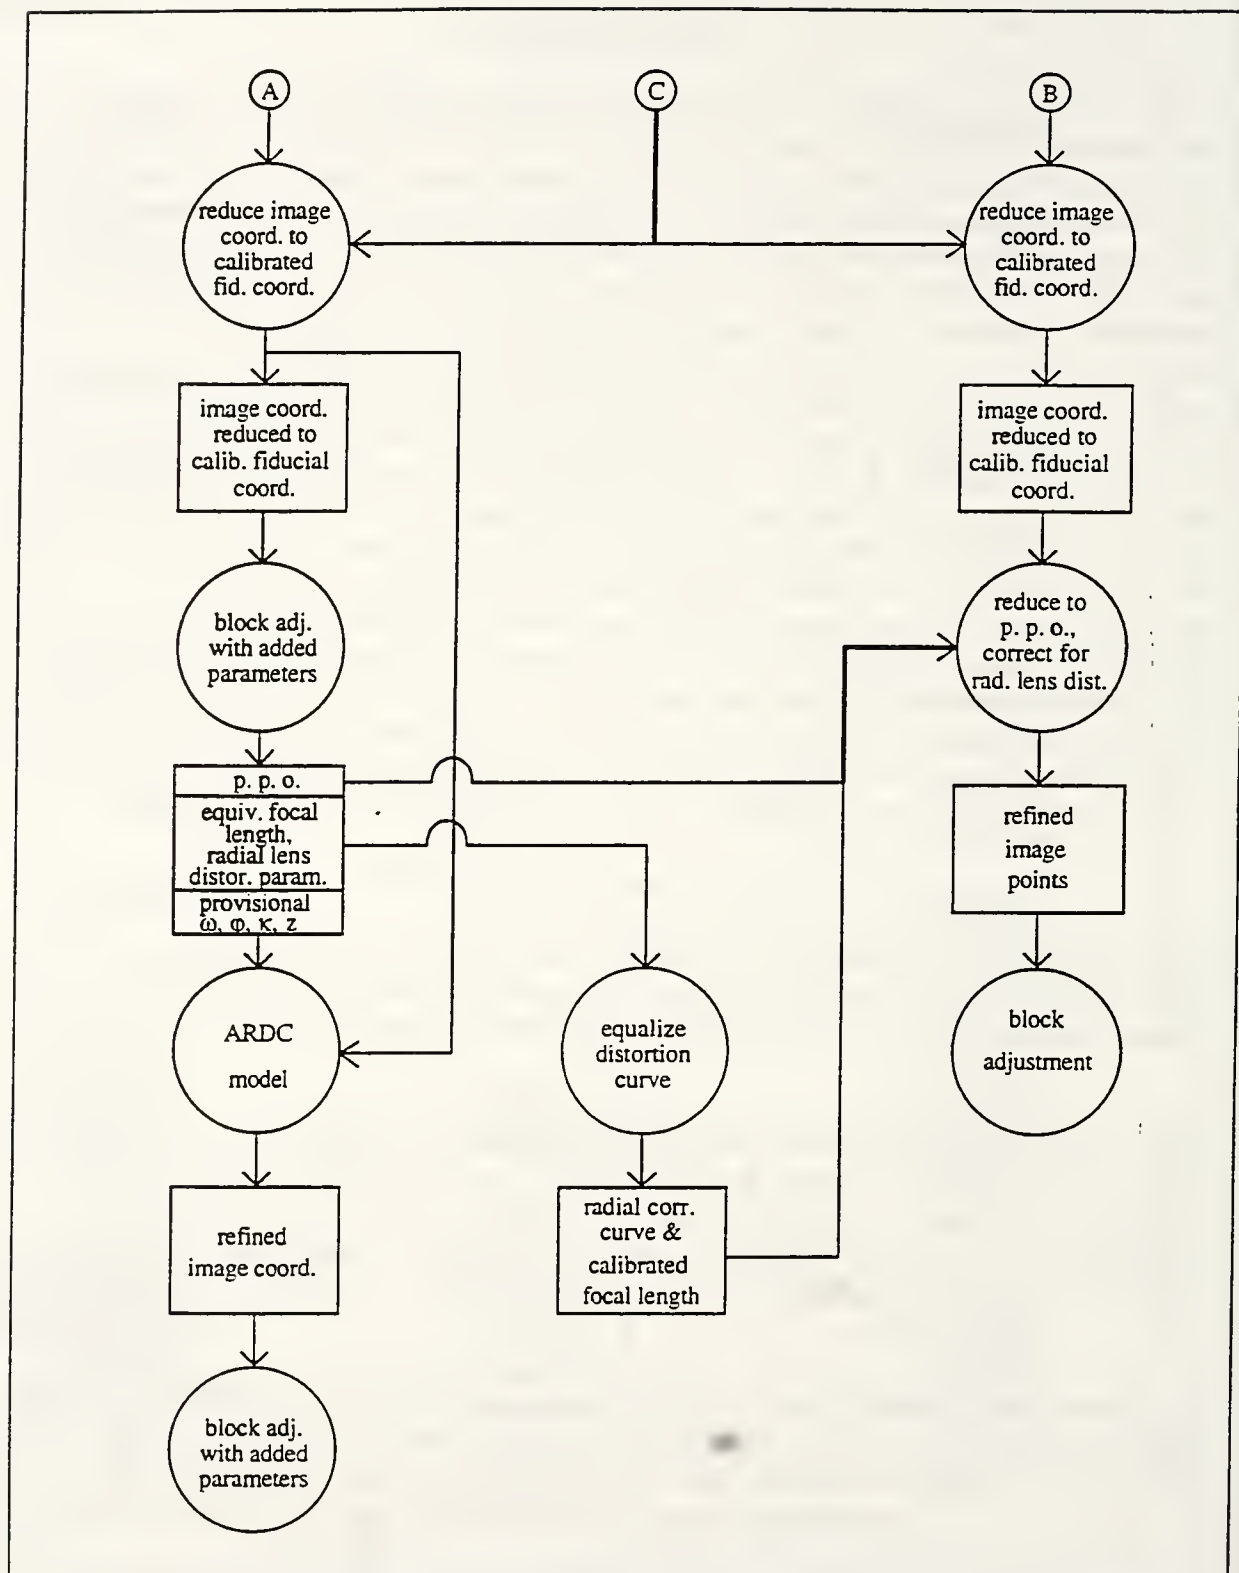 A
C
B
reduce image
coord. to
calibrated
fid. coord.
reduce image
coord. to
calibrated
fid. coord.
image coord.
reduced to
calib. fiducial
coord.
image coord.
reduced to
calib. fiducial
coord.
block adj.
with added
parameters
reduce to
p. p. o.,
correct for
rad. lens dist.
p. p. o.
equiv. focal
length,
radial lens
distor. param.
provisional
ω, φ, κ, z
refined
image
points
ARDC
model
equalize
distortion
curve
block
adjustment
refined
image coord.
radial corr.
curve &
calibrated
focal length
block adj.
with added
parameters